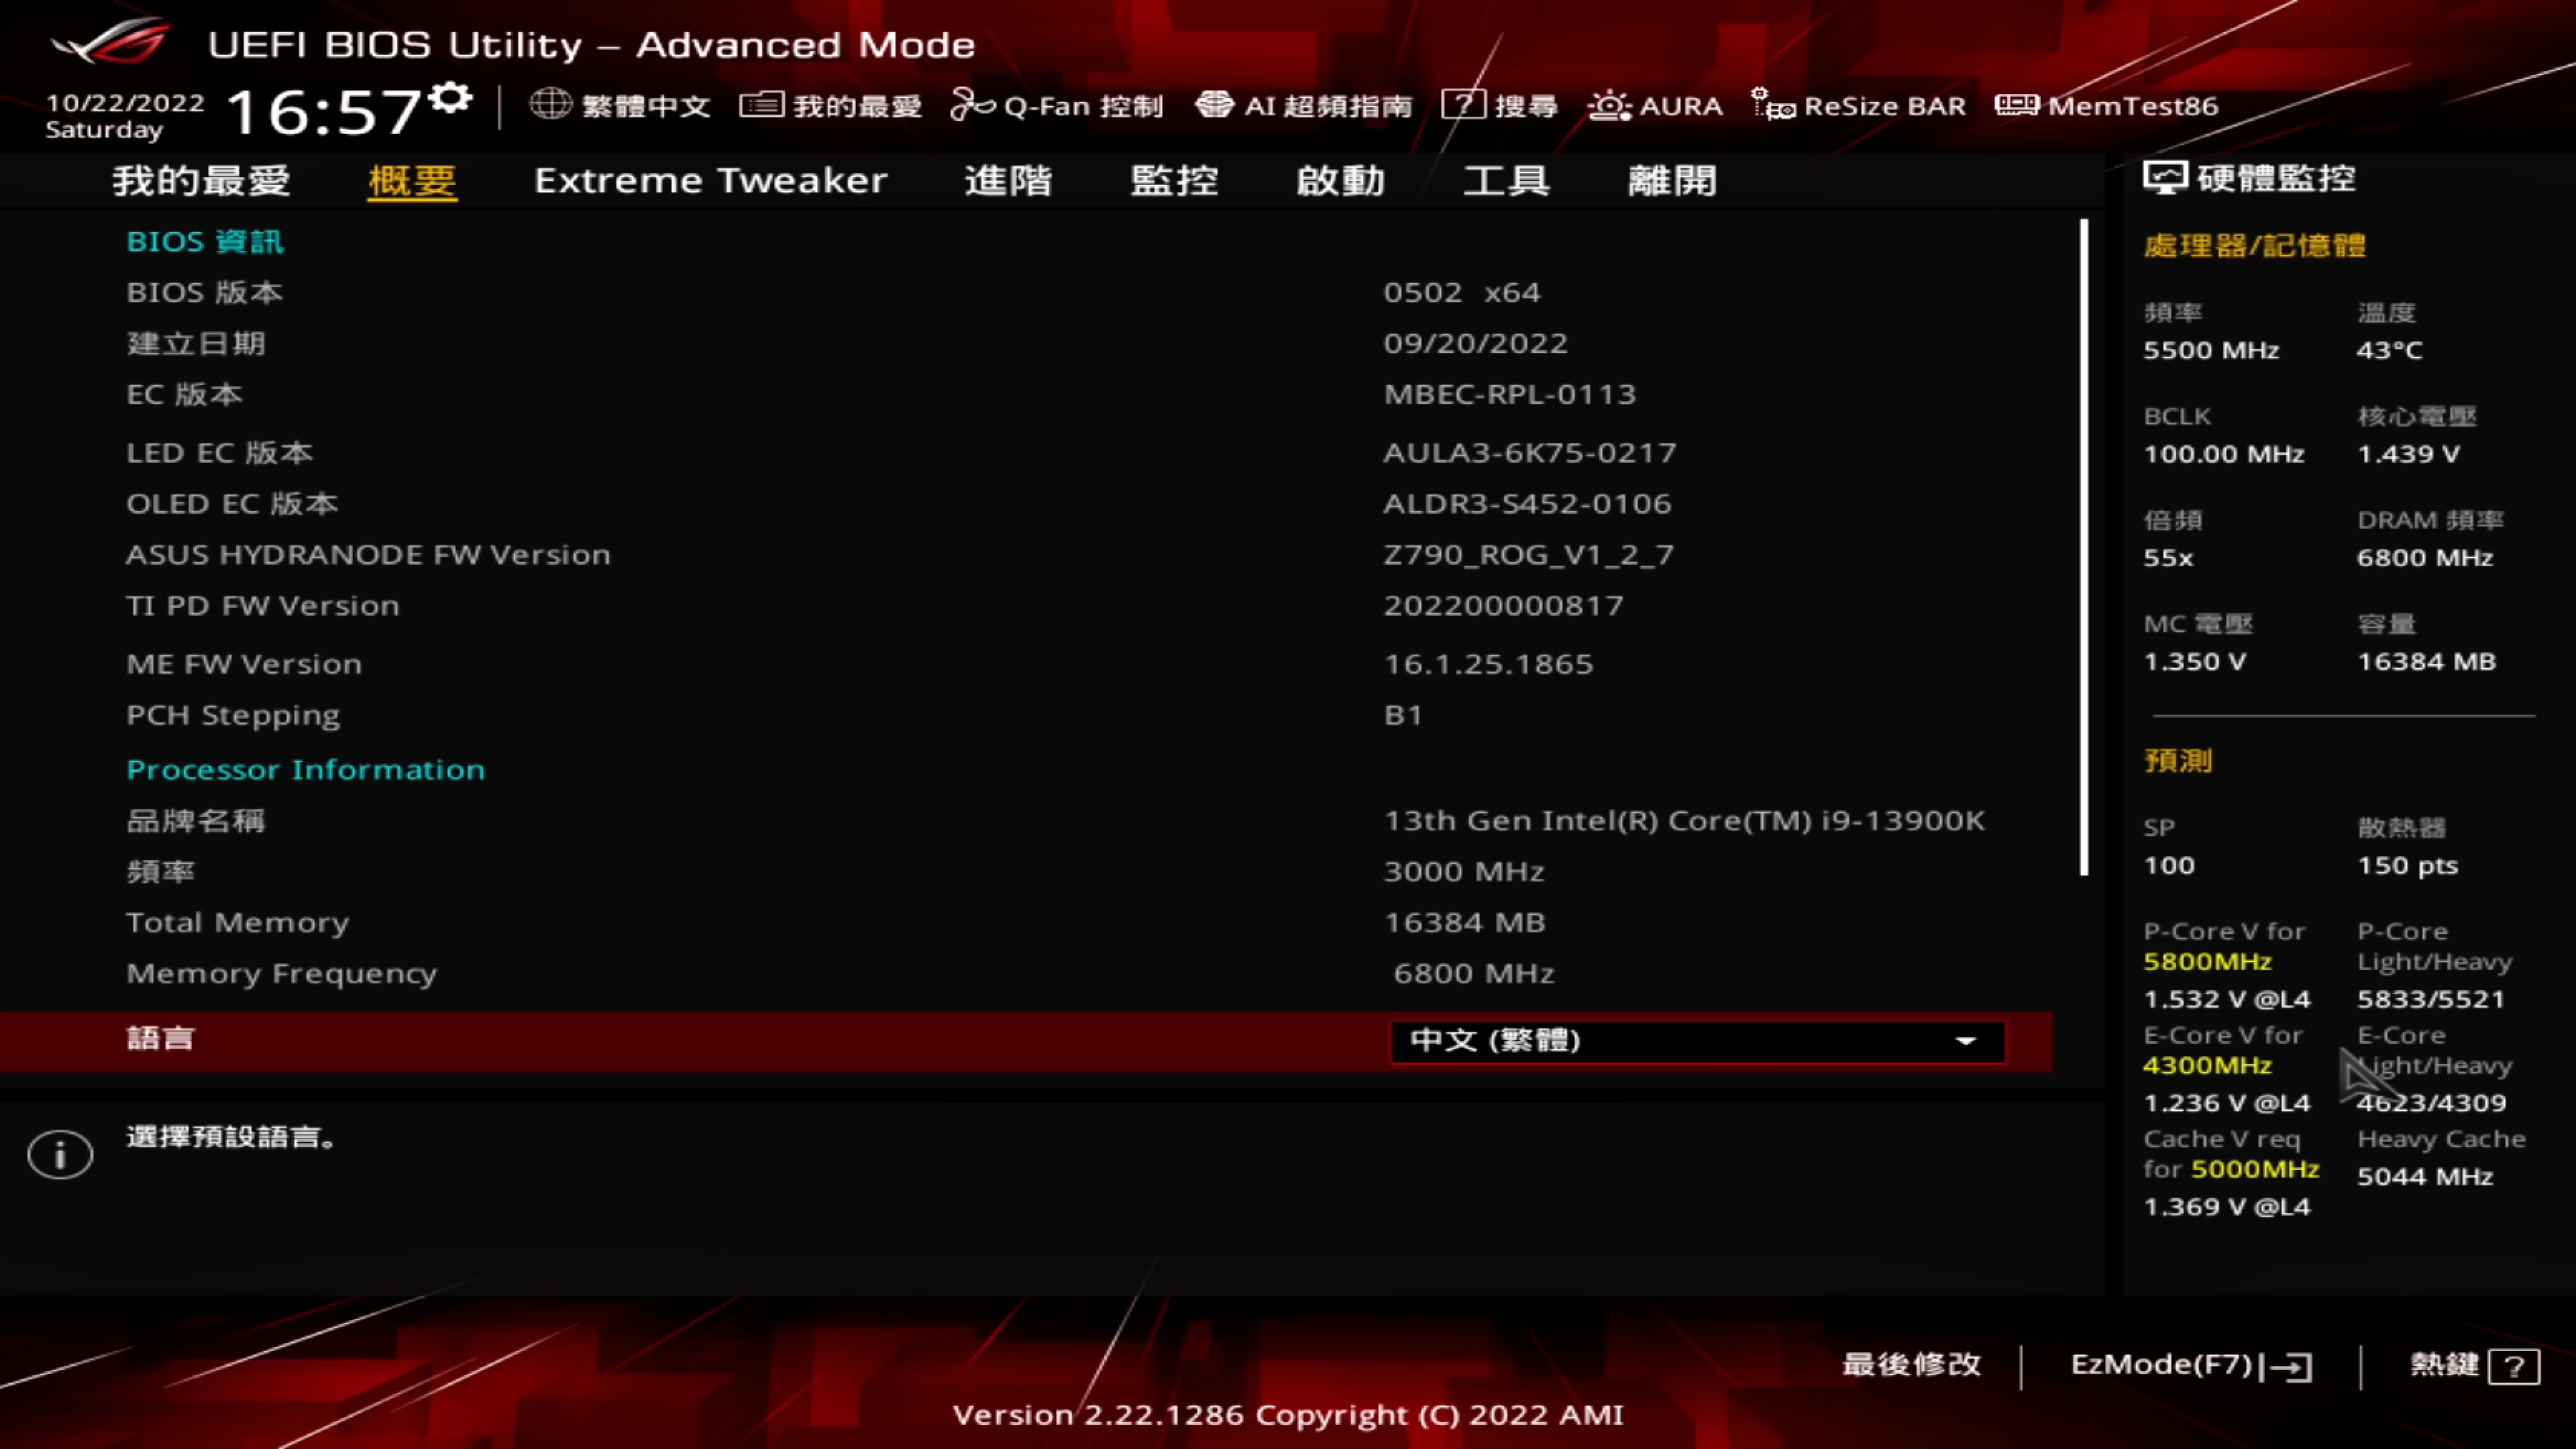 UEFI BIOS Utility – Advanced Mode
10/22/2022
Saturday
16:57
繁體中文
我的最愛
Q-Fan 控制
AI 超頻指南
? 搜尋
AURA
ReSize BAR
MemTest86
我的最愛 概要 Extreme Tweaker 進階 監控 啟動 工具 離開
BIOS 資訊
BIOS 版本 0502 x64
建立日期 09/20/2022
EC 版本 MBEC-RPL-0113
LED EC 版本 AULA3-6K75-0217
OLED EC 版本 ALDR3-S452-0106
ASUS HYDRANODE FW Version Z790_ROG_V1_2_7
TI PD FW Version 202200000817
ME FW Version 16.1.25.1865
PCH Stepping B1
Processor Information
品牌名稱 13th Gen Intel(R) Core(TM) i9-13900K
頻率 3000 MHz
Total Memory 16384 MB
Memory Frequency 6800 MHz
語言 中文 (繁體)
選擇預設語言。
硬體監控
處理器/記憶體
頻率 溫度
5500 MHz 43°C
BCLK 核心電壓
100.00 MHz 1.439 V
倍頻 DRAM 頻率
55x 6800 MHz
MC 電壓 容量
1.350 V 16384 MB
預測
SP 散熱器
100 150 pts
P-Core V for P-Core
5800MHz Light/Heavy
1.532 V @L4 5833/5521
E-Core V for E-Core
4300MHz Light/Heavy
1.236 V @L4 4623/4309
Cache V req Heavy Cache
for 5000MHz 5044 MHz
1.369 V @L4
最後修改 EzMode(F7) 熱鍵 ?
Version 2.22.1286 Copyright (C) 2022 AMI